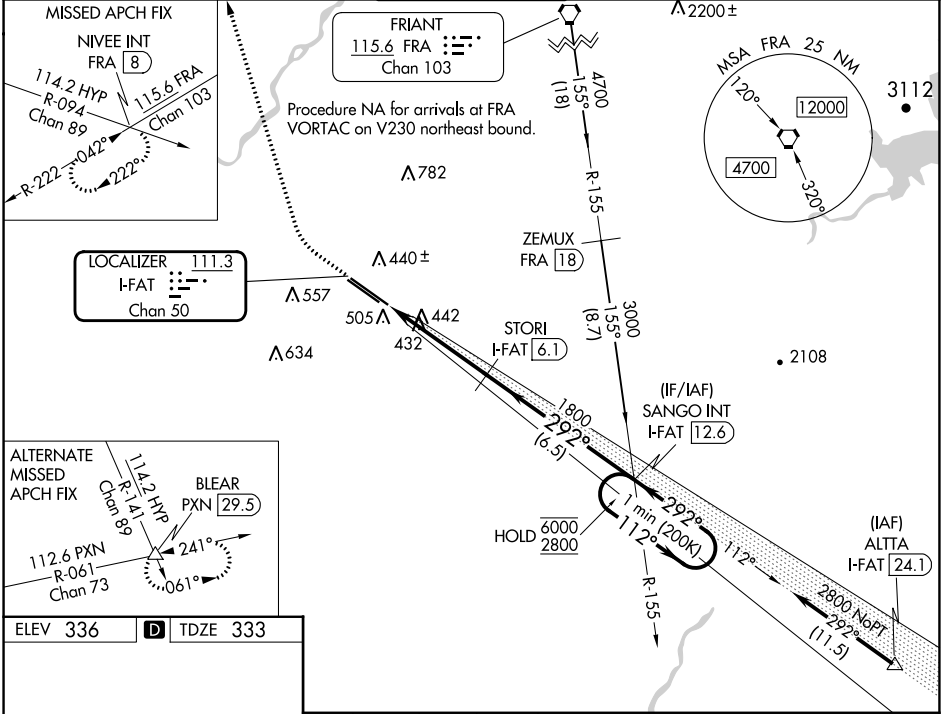 MISSED APCH FIX
NIVEE INT
FRA 8
114.2 HYP
R-094
Chan 89
115.6 FRA
Chan 103
R-222
042°
222°
FRIANT
115.6 FRA
Chan 103
Procedure NA for arrivals at FRA
VORTAC on V230 northeast bound.
2200±
MSA FRA 25 NM
120°
12000
4700
320°
3112
4700
155°
(18)
R-155
782
ZEMUX
FRA 18
440±
LOCALIZER 111.3
I-FAT
Chan 50
557
505
442
432
634
3000
155°
(8.7)
STORI
I-FAT 6.1
2108
(IF/IAF)
SANGO INT
I-FAT 12.6
1800
292°
(6.5)
HOLD 6000
2800
1 min (200K)
292°
112°
112°
R-155
(IAF)
ALTTA
I-FAT 24.1
2800 NoPT
292°
(11.5)
ALTERNATE
MISSED
APCH FIX
114.2 HYP
R-141
Chan 89
BLEAR
PXN 29.5
112.6 PXN
R-061
Chan 73
241°
061°
ELEV 336 D TDZE 333